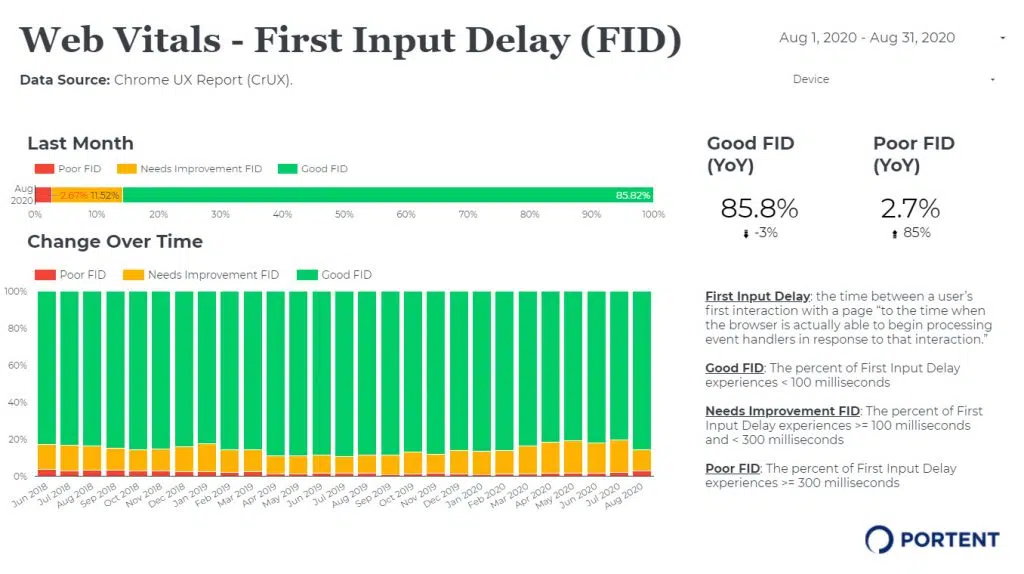 Web Vitals - First Input Delay (FID)
Aug 1, 2020 - Aug 31, 2020
Data Source: Chrome UX Report (CrUX).
Device
Last Month
Poor FID Needs Improvement FID Good FID
Aug
2020
2.67% 11.52% 85.82%
0% 10% 20% 30% 40% 50% 60% 70% 80% 90% 100%
Good FID
(YoY)
85.8%
-3%
Poor FID
(YoY)
2.7%
85%
Change Over Time
Poor FID Needs Improvement FID Good FID
100%
80%
60%
40%
20%
0%
Jun 2018 Jul 2018 Aug 2018 Sep 2018 Oct 2018 Nov 2018 Dec 2018 Jan 2019 Feb 2019 Mar 2019 Apr 2019 May 2019 Jun 2019 Jul 2019 Aug 2019 Sep 2019 Oct 2019 Nov 2019 Dec 2019 Jan 2020 Feb 2020 Mar 2020 Apr 2020 May 2020 Jun 2020 Jul 2020 Aug 2020
First Input Delay: the time between a user's
first interaction with a page “to the time when
the browser is actually able to begin processing
event handlers in response to that interaction.”
Good FID: The percent of First Input Delay
experiences < 100 milliseconds
Needs Improvement FID: The percent of First
Input Delay experiences >= 100 milliseconds
and < 300 milliseconds
Poor FID: The percent of First Input Delay
experiences >= 300 milliseconds
PORTENT